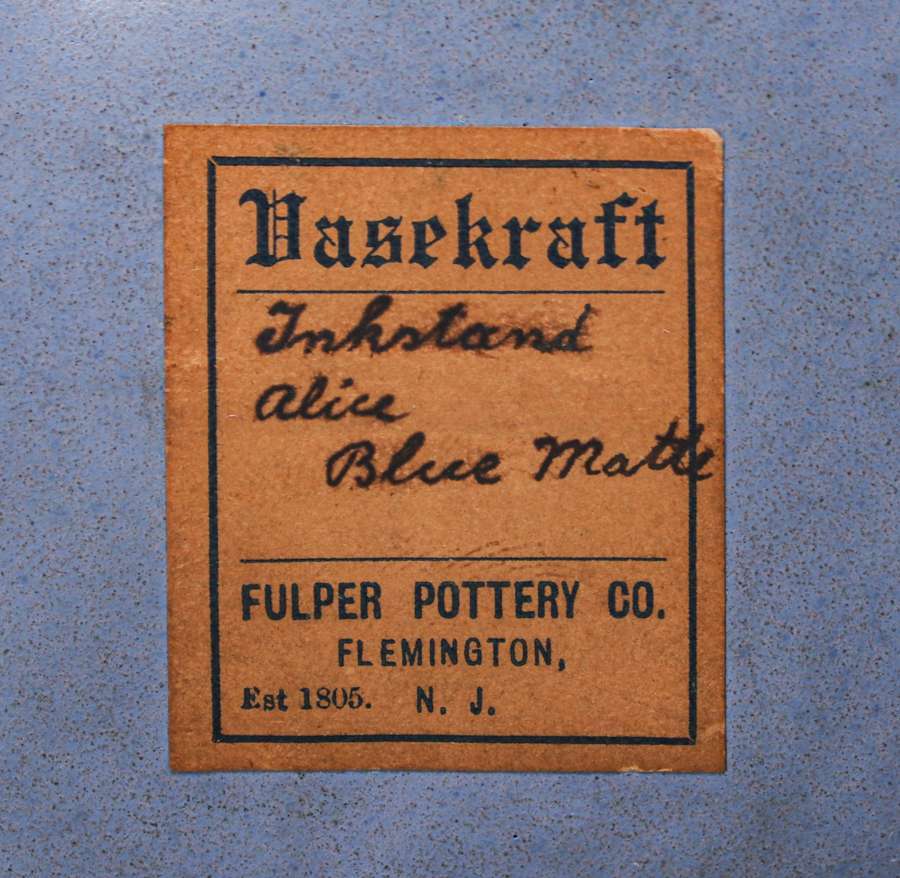 Vasekraft
Inkstand
Alice
Blue Matte
FULPER POTTERY CO.
FLEMINGTON,
Est 1805. N. J.